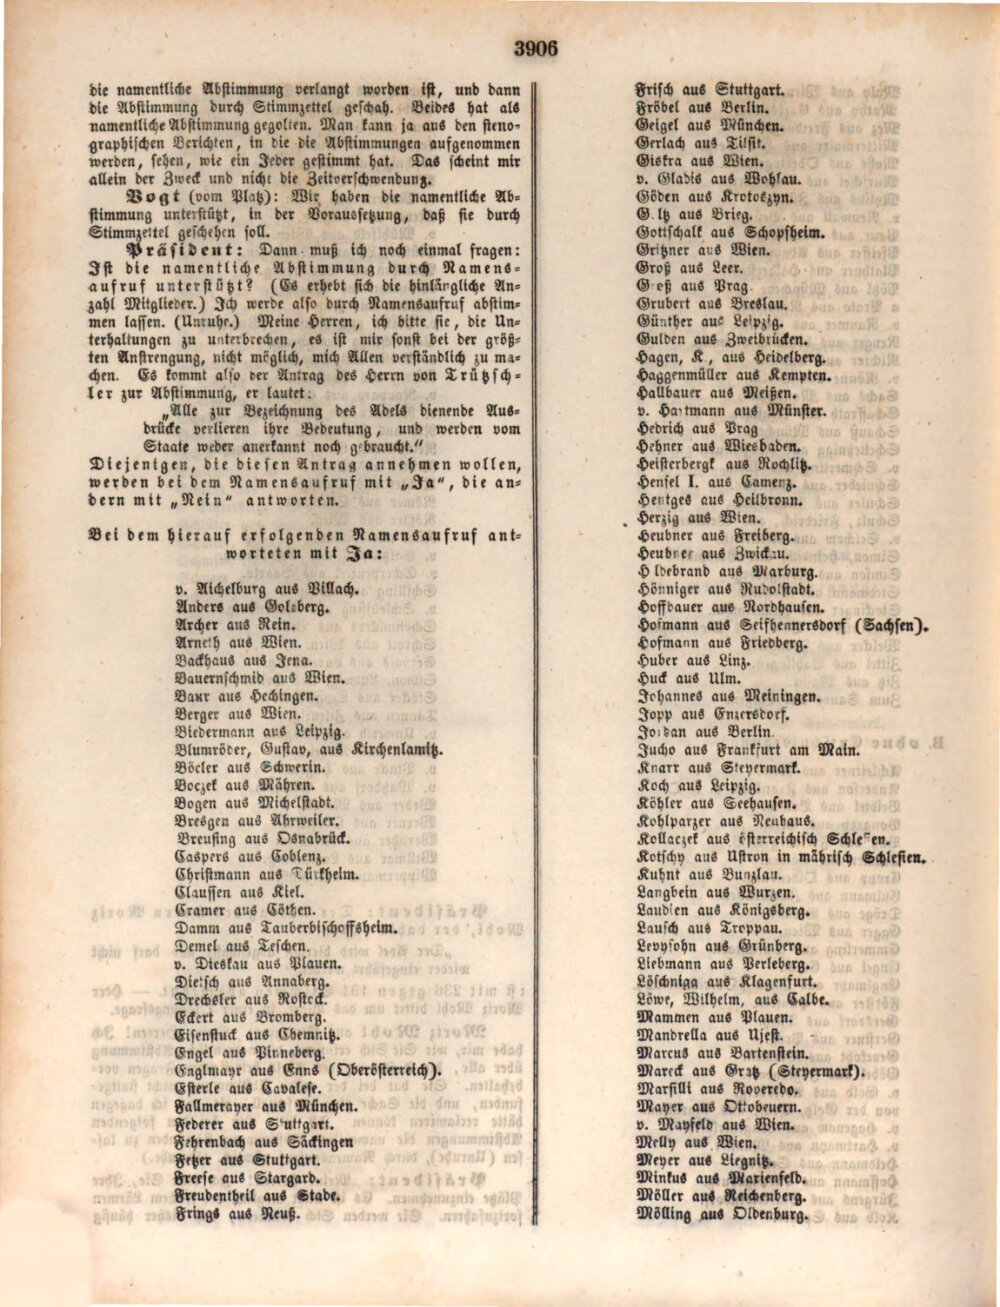 3906
die namentliche Abstimmung verlangt worden ist, und dann
die Abstimmung durch Stimmzettel geschah. Beides hat als
namentliche Abstimmung gegolten. Man kann ja aus den steno-
graphischen Berichten, in die die Abstimmungen aufgenommen
werden, sehen, wie ein Jeder gestimmt hat. Das scheint mir
allein der Zweck und nicht die Zeitverschwendung.
Vogt (vom Platz): Wir haben die namentliche Ab-
stimmung unterstützt, in der Voraussetzung, daß sie durch
Stimmzettel geschehen soll.
Präsident: Dann muß ich noch einmal fragen:
Ist die namentliche Abstimmung durch Namens-
aufruf unterstützt? (Es erhebt sich die hinlängliche An-
zahl Mitglieder.) Ich werde also durch Namensaufruf abstim-
men lassen. (Unruhe.) Meine Herren, ich bitte sie, die Un-
terhaltungen zu unterbrechen, es ist mir sonst bei der größ-
ten Anstrengung, nicht möglich, mich Allen verständlich zu ma-
chen. Es kommt also der Antrag des Herrn von Trützsch-
ler zur Abstimmung, er lautet:
„Alle zur Bezeichnung des Adels dienende Aus-
drücke verlieren ihre Bedeutung, und werden vom
Staate weder anerkannt noch gebraucht.“
Diejenigen, die diesen Antrag annehmen wollen,
werden bei dem Namensaufruf mit „Ja“, die an-
dern mit „Nein“ antworten.
Bei dem hierauf erfolgenden Namensaufruf ant-
worteten mit Ja:
v. Aichelburg aus Villach.
Anders aus Goldberg.
Archer aus Rein.
Arneth aus Wien.
Backhaus aus Jena.
Bauernschmid aus Wien.
Baur aus Hechingen.
Berger aus Wien.
Biedermann aus Leipzig.
Blumröder, Gustav, aus Kirchenlamitz.
Böcler aus Schwerin.
Boczek aus Mähren.
Bogen aus Michelstadt.
Bresgen aus Ahrweiler.
Breusing aus Osnabrück.
Caspers aus Coblenz.
Christmann aus Türkheim.
Claussen aus Kiel.
Cramer aus Cöthen.
Damm aus Tauberbischoffsheim.
Demel aus Teschen.
v. Dieskau aus Plauen.
Dietsch aus Annaberg.
Drechsler aus Rostock.
Eckert aus Bromberg.
Eisenstuck aus Chemnitz.
Engel aus Pinneberg.
Englmayr aus Enns (Oberösterreich).
Esterle aus Cavalese.
Fallmerayer aus München.
Federer aus Stuttgart.
Fehrenbach aus Säckingen
Fetzer aus Stuttgart.
Freese aus Stargard.
Freudentheil aus Stade.
Frings aus Neuß.
Frisch aus Stuttgart.
Fröbel aus Berlin.
Geigel aus München.
Gerlach aus Tilsit.
Giskra aus Wien.
v. Gladis aus Wohlau.
Göden aus Krotoszyn.
Goltz aus Brieg.
Gottschalk aus Schopfheim.
Gritzner aus Wien.
Groß aus Leer.
Groß aus Prag
Grubert aus Breslau.
Günther aus Leipzig.
Gulden aus Zweibrücken.
Hagen, K., aus Heidelberg.
Haggenmüller aus Kempten.
Hallbauer aus Meißen.
v. Hartmann aus Münster.
Hedrich aus Prag
Hehner aus Wiesbaden.
Heisterbergk aus Rochlitz.
Hensel I. aus Camenz.
Hentges aus Heilbronn.
Herzig aus Wien.
Heubner aus Freiberg.
Heubner aus Zwickau.
Hildebrand aus Marburg.
Hönniger aus Rudolstadt.
Hoffbauer aus Nordhausen.
Hofmann aus Seifhennersdorf (Sachsen).
Hofmann aus Friedberg.
Huber aus Linz.
Huck aus Ulm.
Johannes aus Meiningen.
Jopp aus Enzersdorf.
Jordan aus Berlin.
Jucho aus Frankfurt am Main.
Knarr aus Steyermark.
Koch aus Leipzig.
Köhler aus Seehausen.
Kohlparzer aus Neuhaus.
Kollaczek aus österreichisch Schlesien.
Kotschy aus Ustron in mährisch Schlesien.
Kuhnt aus Bunzlau.
Langbein aus Wurzen.
Laudien aus Königsberg.
Lausch aus Troppau.
Levysohn aus Grünberg.
Liebmann aus Perleberg.
Löschnigg aus Klagenfurt.
Löwe, Wilhelm, aus Calbe.
Mammen aus Plauen.
Mandrella aus Ujest.
Marcus aus Bartenstein.
Mareck aus Gratz (Steyermark).
Marsilli aus Roveredo.
Mayer aus Ottobeuern.
v. Mayfeld aus Wien.
Melly aus Wien.
Meyer aus Liegnitz.
Minkus aus Marienfeld.
Möller aus Reichenberg.
Mölling aus Oldenburg.